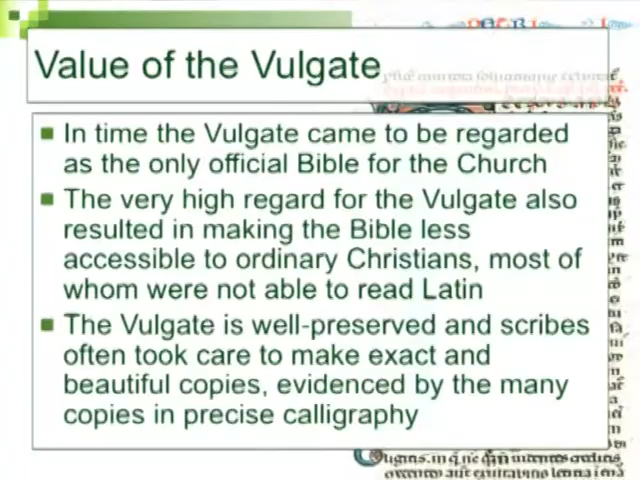 Value of the Vulgate
In time the Vulgate came to be regarded
as the only official Bible for the Church
The very high regard for the Vulgate also
resulted in making the Bible less
accessible to ordinary Christians, most of
whom were not able to read Latin
The Vulgate is well-preserved and scribes
often took care to make exact and
beautiful copies, evidenced by the many
copies in precise calligraphy